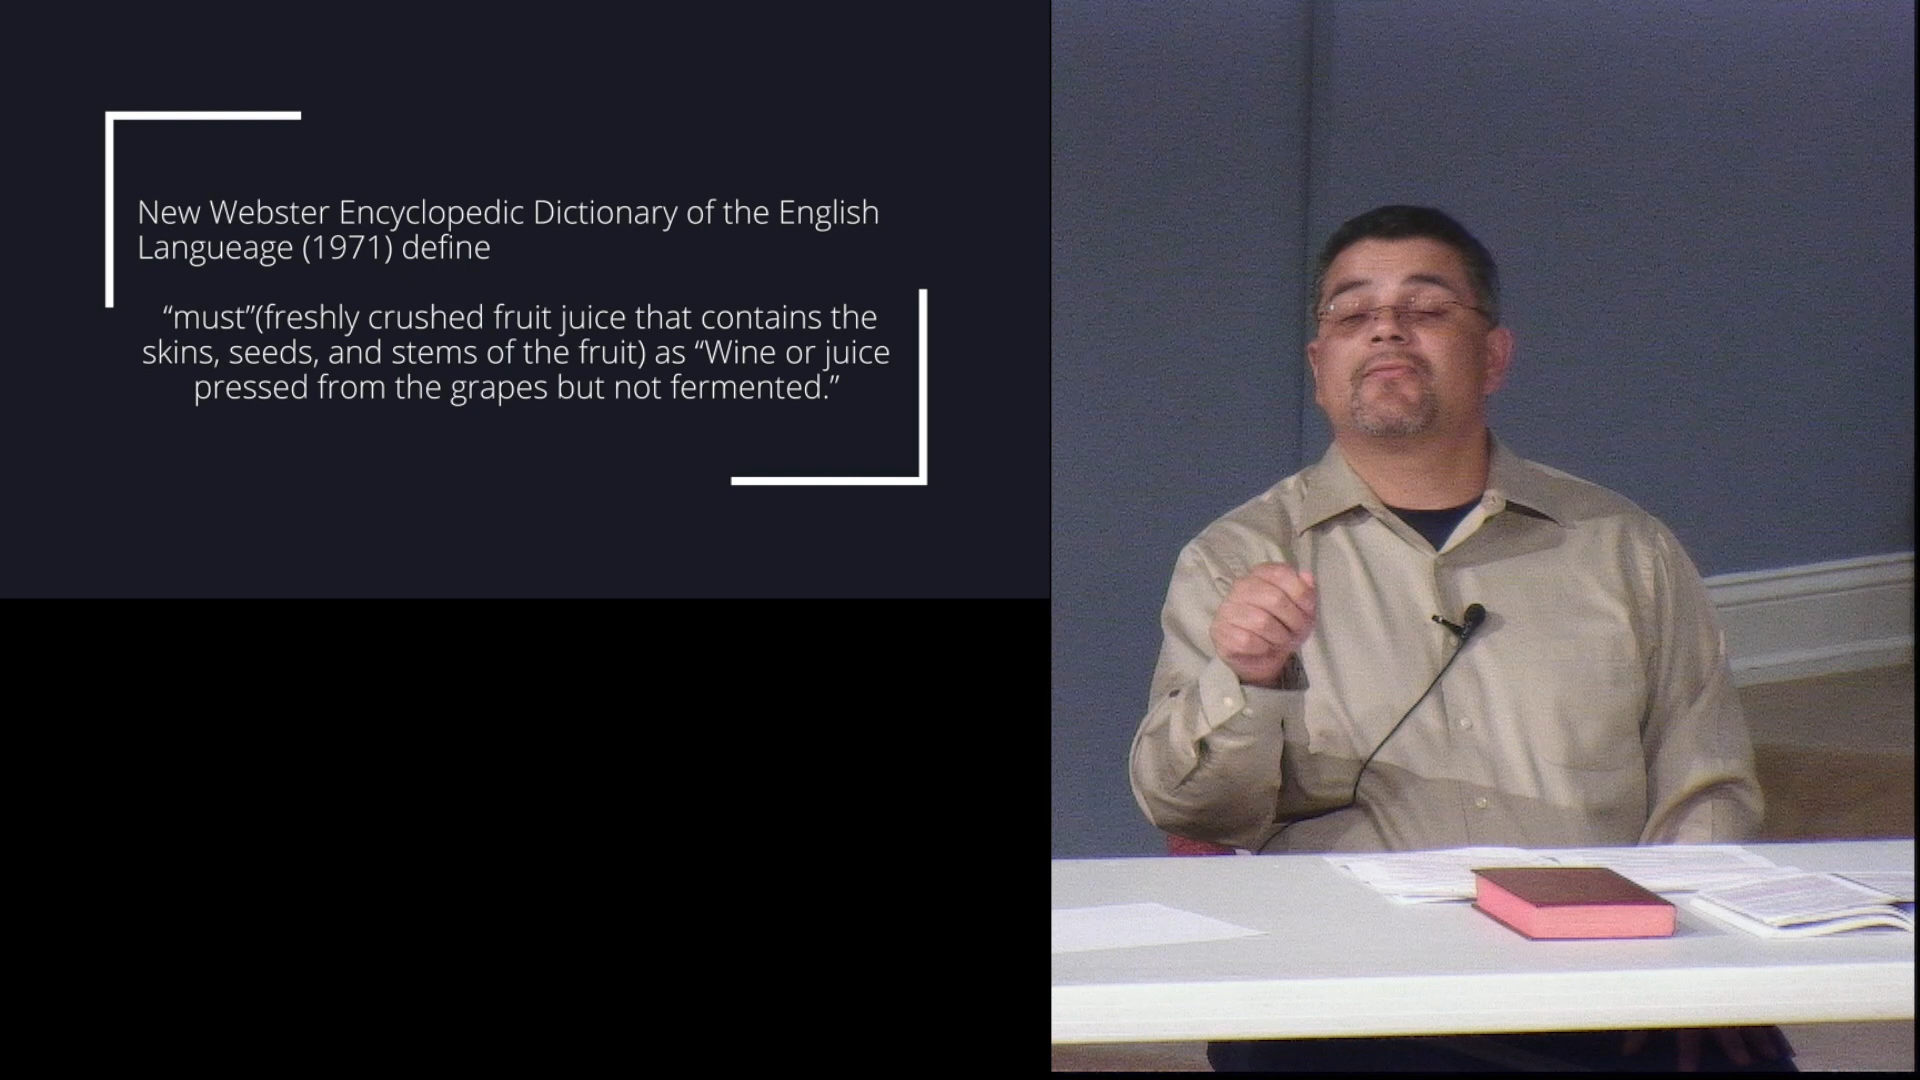 New Webster Encyclopedic Dictionary of the English
Langueage (1971) define
“must”(freshly crushed fruit juice that contains the
skins, seeds, and stems of the fruit) as “Wine or juice
pressed from the grapes but not fermented.”